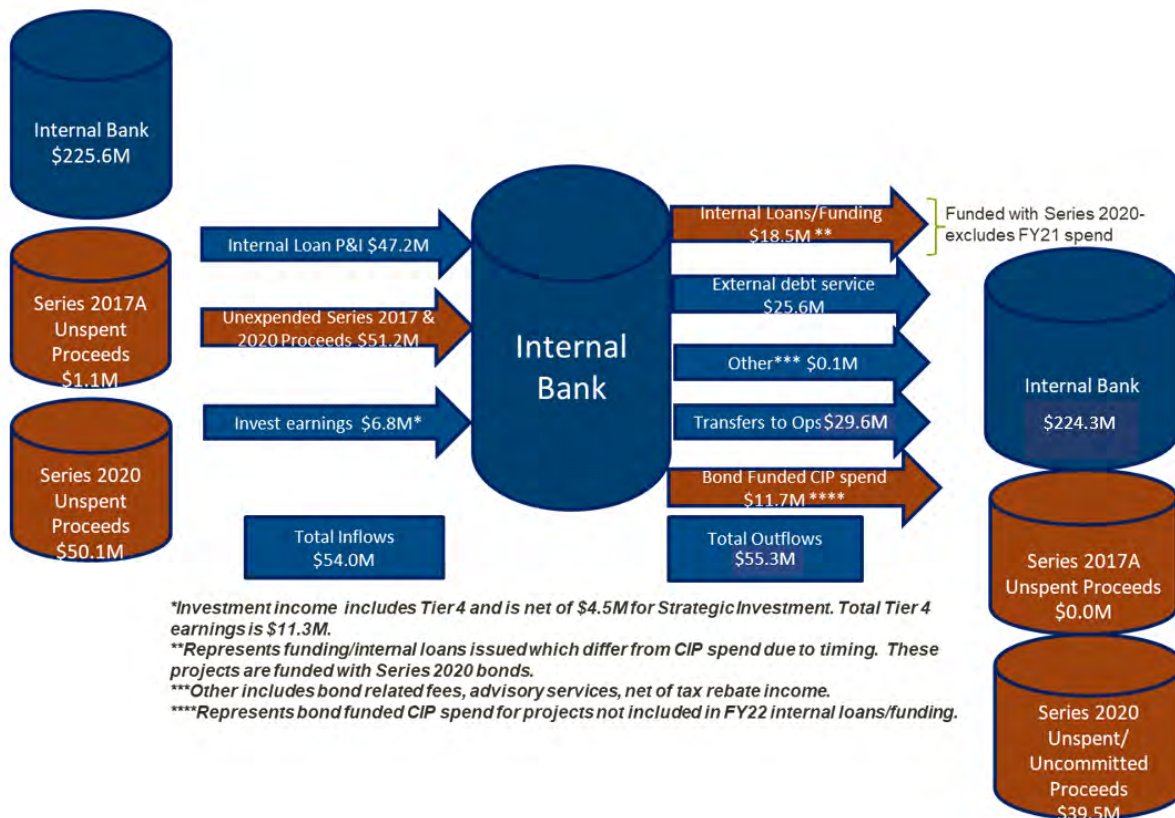 Internal Bank
$225.6M
Series 2017A
Unspent
Proceeds
$1.1M
Series 2020
Unspent
Proceeds
$50.1M
Internal Loan P&I $47.2M
Unexpended Series 2017 &
2020 Proceeds $51.2M
Invest earnings $6.8M*
Total Inflows
$54.0M
Internal
Bank
Internal Loans/Funding
$18.5M **
External debt service
$25.6M
Other*** $0.1M
Transfers to Ops $29.6M
Bond Funded CIP spend
$11.7M ****
Total Outflows
$55.3M
Funded with Series 2020-
excludes FY21 spend
Internal Bank
$224.3M
Series 2017A
Unspent Proceeds
$0.0M
Series 2020
Unspent/
Uncommitted
Proceeds
$39.5M
*Investment income includes Tier 4 and is net of $4.5M for Strategic Investment. Total Tier 4
earnings is $11.3M.
**Represents funding/internal loans issued which differ from CIP spend due to timing. These
projects are funded with Series 2020 bonds.
***Other includes bond related fees, advisory services, net of tax rebate income.
****Represents bond funded CIP spend for projects not included in FY22 internal loans/funding.